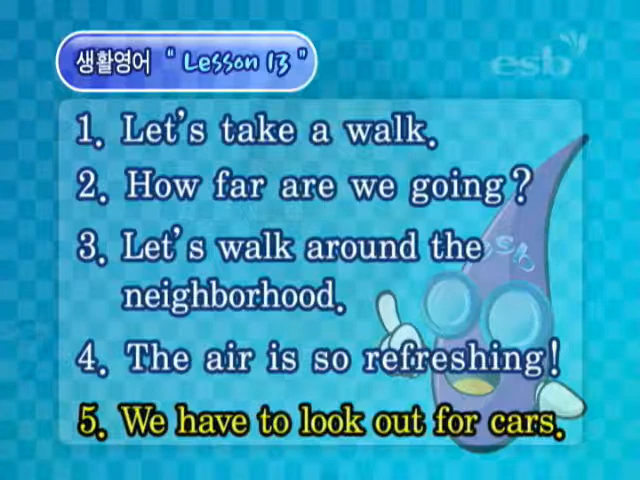 생활영어 " Lesson 13 "
esb
1. Let's take a walk.
2. How far are we going?
3. Let's walk around the
esb
neighborhood.
4. The air is so refreshing!
5. We have to look out for cars.